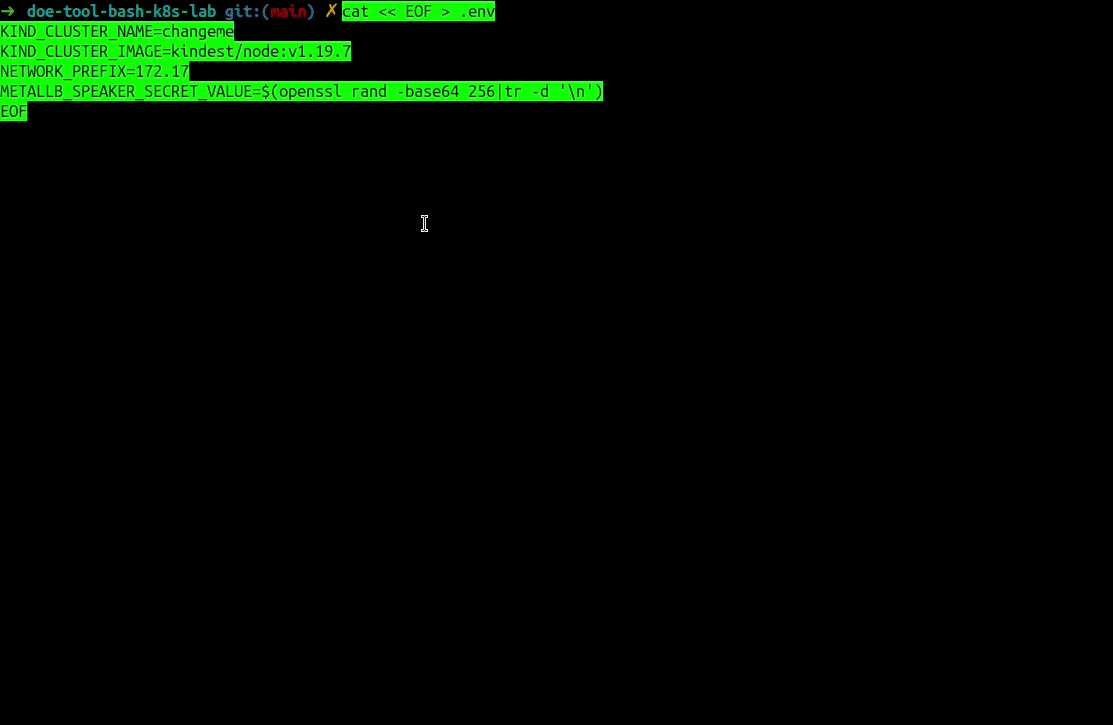 ➜ doe-tool-bash-k8s-lab git:(main) ✗ cat << EOF > .env
KIND_CLUSTER_NAME=changeme
KIND_CLUSTER_IMAGE=kindest/node:v1.19.7
NETWORK_PREFIX=172.17
METALLB_SPEAKER_SECRET_VALUE=$(openssl rand -base64 256|tr -d '\n')
EOF